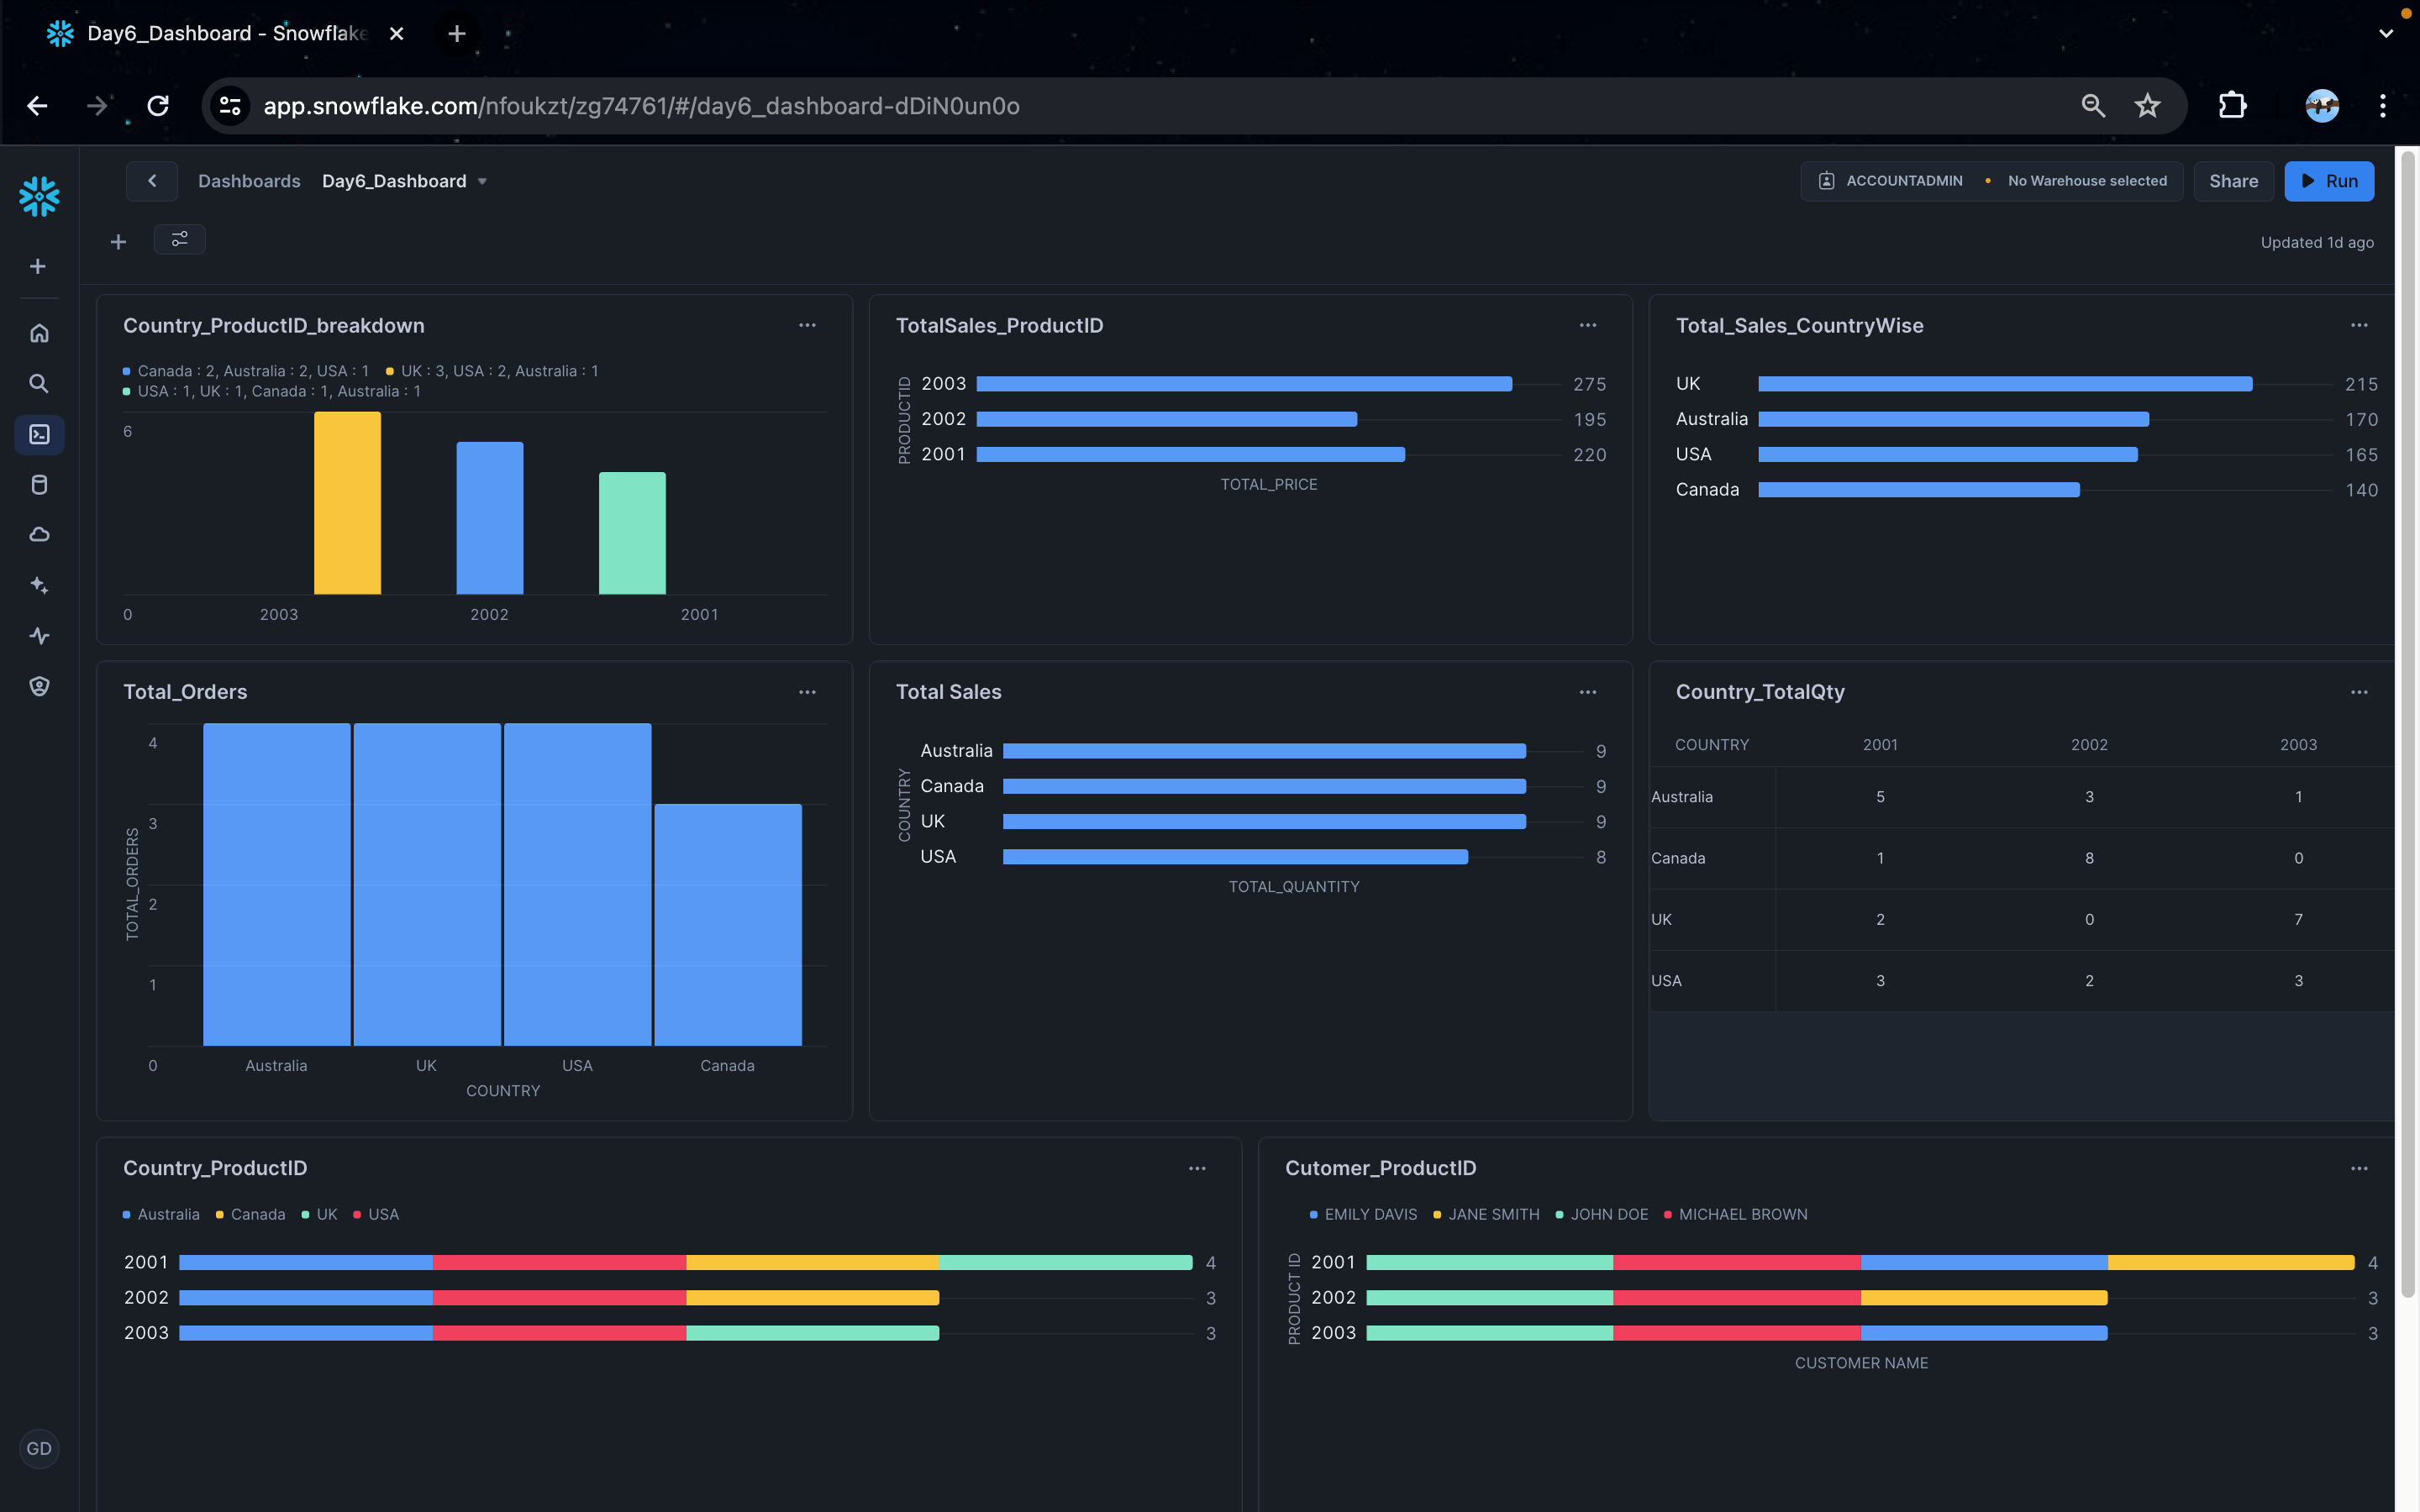 Day6_Dashboard - Snowflake
app.snowflake.com/nfoukzt/zg74761/#/day6_dashboard-dDiN0un0o
Dashboards Day6_Dashboard
ACCOUNTADMIN No Warehouse selected Share Run
Updated 1d ago
Country_ProductID_breakdown
Canada : 2, Australia : 2, USA : 1 UK : 3, USA : 2, Australia : 1
USA : 1, UK : 1, Canada : 1, Australia : 1
6
0 2003 2002 2001
TotalSales_ProductID
PRODUCTID
2003 275
2002 195
2001 220
TOTAL_PRICE
Total_Sales_CountryWise
UK 215
Australia 170
USA 165
Canada 140
Total_Orders
TOTAL_ORDERS
4
3
2
1
0 Australia UK USA Canada
COUNTRY
Total Sales
COUNTRY
Australia 9
Canada 9
UK 9
USA 8
TOTAL_QUANTITY
Country_TotalQty
COUNTRY 2001 2002 2003
Australia 5 3 1
Canada 1 8 0
UK 2 0 7
USA 3 2 3
Country_ProductID
Australia Canada UK USA
2001 4
2002 3
2003 3
Cutomer_ProductID
EMILY DAVIS JANE SMITH JOHN DOE MICHAEL BROWN
PRODUCT ID
2001 4
2002 3
2003 3
CUSTOMER NAME
GD